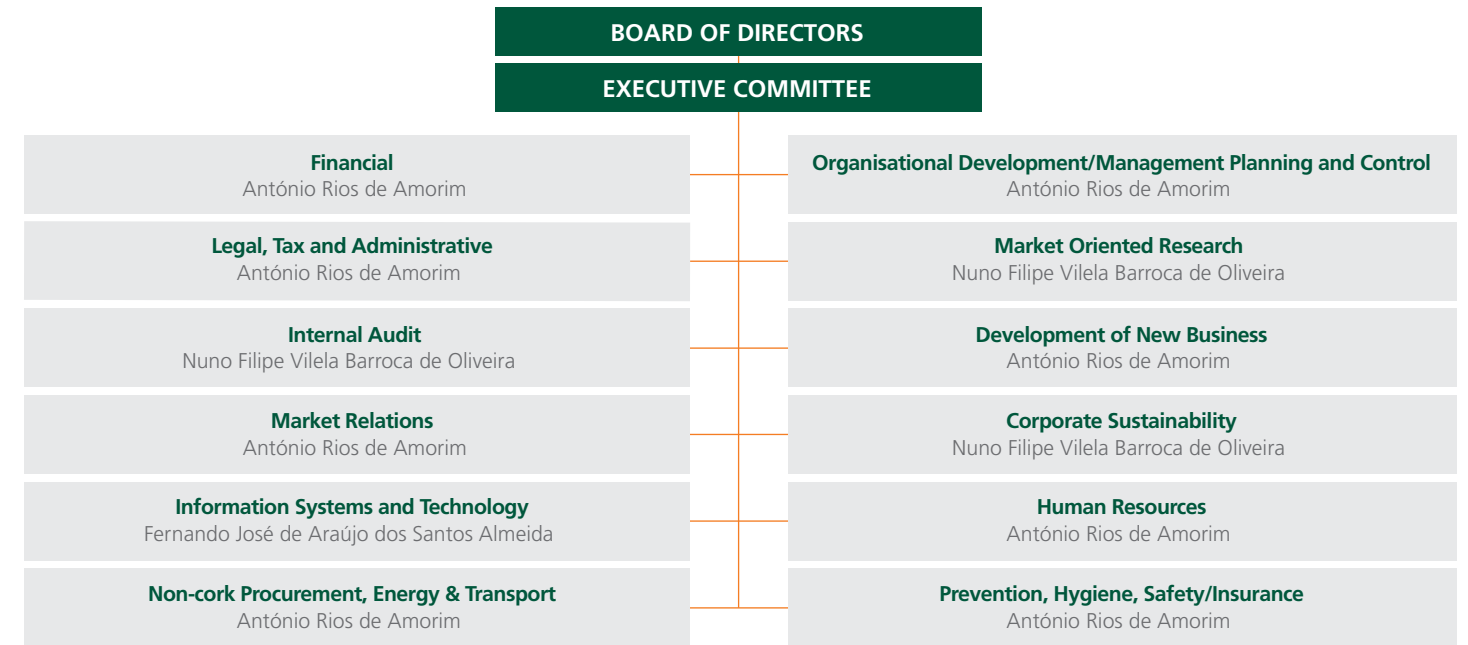 BOARD OF DIRECTORS
EXECUTIVE COMMITTEE
Financial
António Rios de Amorim
Organisational Development/Management Planning and Control
António Rios de Amorim
Legal, Tax and Administrative
António Rios de Amorim
Market Oriented Research
Nuno Filipe Vilela Barroca de Oliveira
Internal Audit
Nuno Filipe Vilela Barroca de Oliveira
Development of New Business
António Rios de Amorim
Market Relations
António Rios de Amorim
Corporate Sustainability
Nuno Filipe Vilela Barroca de Oliveira
Information Systems and Technology
Fernando José de Araújo dos Santos Almeida
Human Resources
António Rios de Amorim
Non-cork Procurement, Energy & Transport
António Rios de Amorim
Prevention, Hygiene, Safety/Insurance
António Rios de Amorim